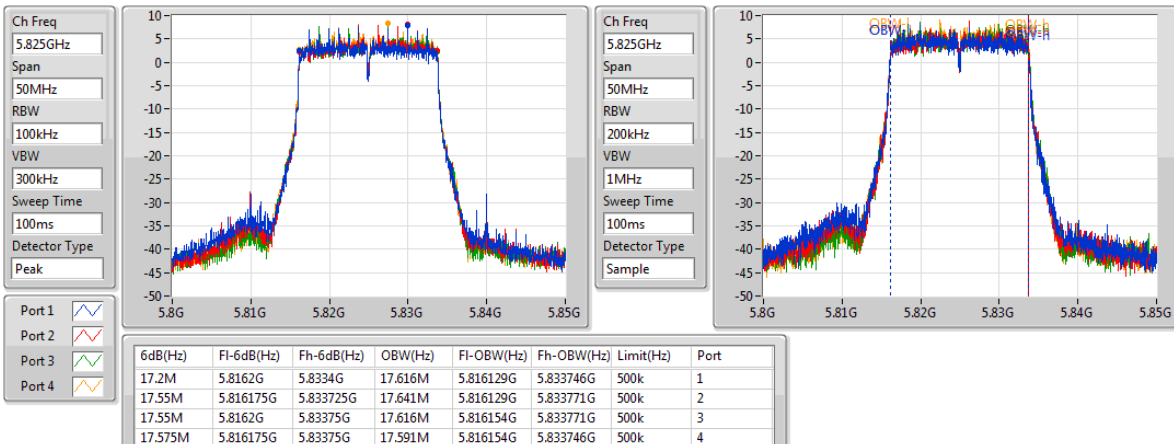 Ch Freq
5.825GHz
Span
50MHz
RBW
100kHz
VBW
300kHz
Sweep Time
100ms
Detector Type
Peak
10
5
0
-5
-10
-15
-20
-25
-30
-35
-40
-45
-50
5.8G 5.81G 5.82G 5.83G 5.84G 5.85G
Ch Freq
5.825GHz
Span
50MHz
RBW
200kHz
VBW
1MHz
Sweep Time
100ms
Detector Type
Sample
10
5
0
-5
-10
-15
-20
-25
-30
-35
-40
-45
-50
5.8G 5.81G 5.82G 5.83G 5.84G 5.85G
Port 1
Port 2
Port 3
Port 4
6dB(Hz) Fl-6dB(Hz) Fh-6dB(Hz) OBW(Hz) Fl-OBW(Hz) Fh-OBW(Hz) Limit(Hz) Port
17.2M 5.8162G 5.8334G 17.616M 5.816129G 5.833746G 500k 1
17.55M 5.816175G 5.833725G 17.641M 5.816129G 5.833771G 500k 2
17.55M 5.8162G 5.83375G 17.616M 5.816154G 5.833771G 500k 3
17.575M 5.816175G 5.83375G 17.591M 5.816154G 5.833746G 500k 4